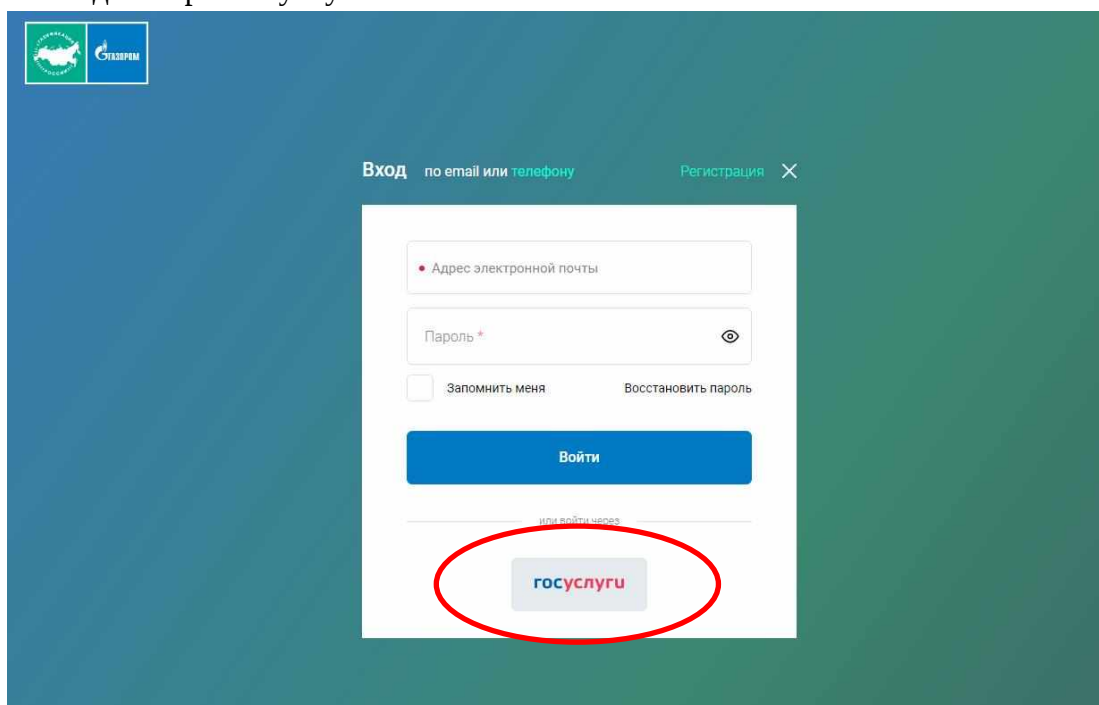 ГАЗПРОМ
Вход по email или телефону Регистрация
Адрес электронной почты
Пароль *
Запомнить меня Восстановить пароль
Войти
или войти через
госуслуги